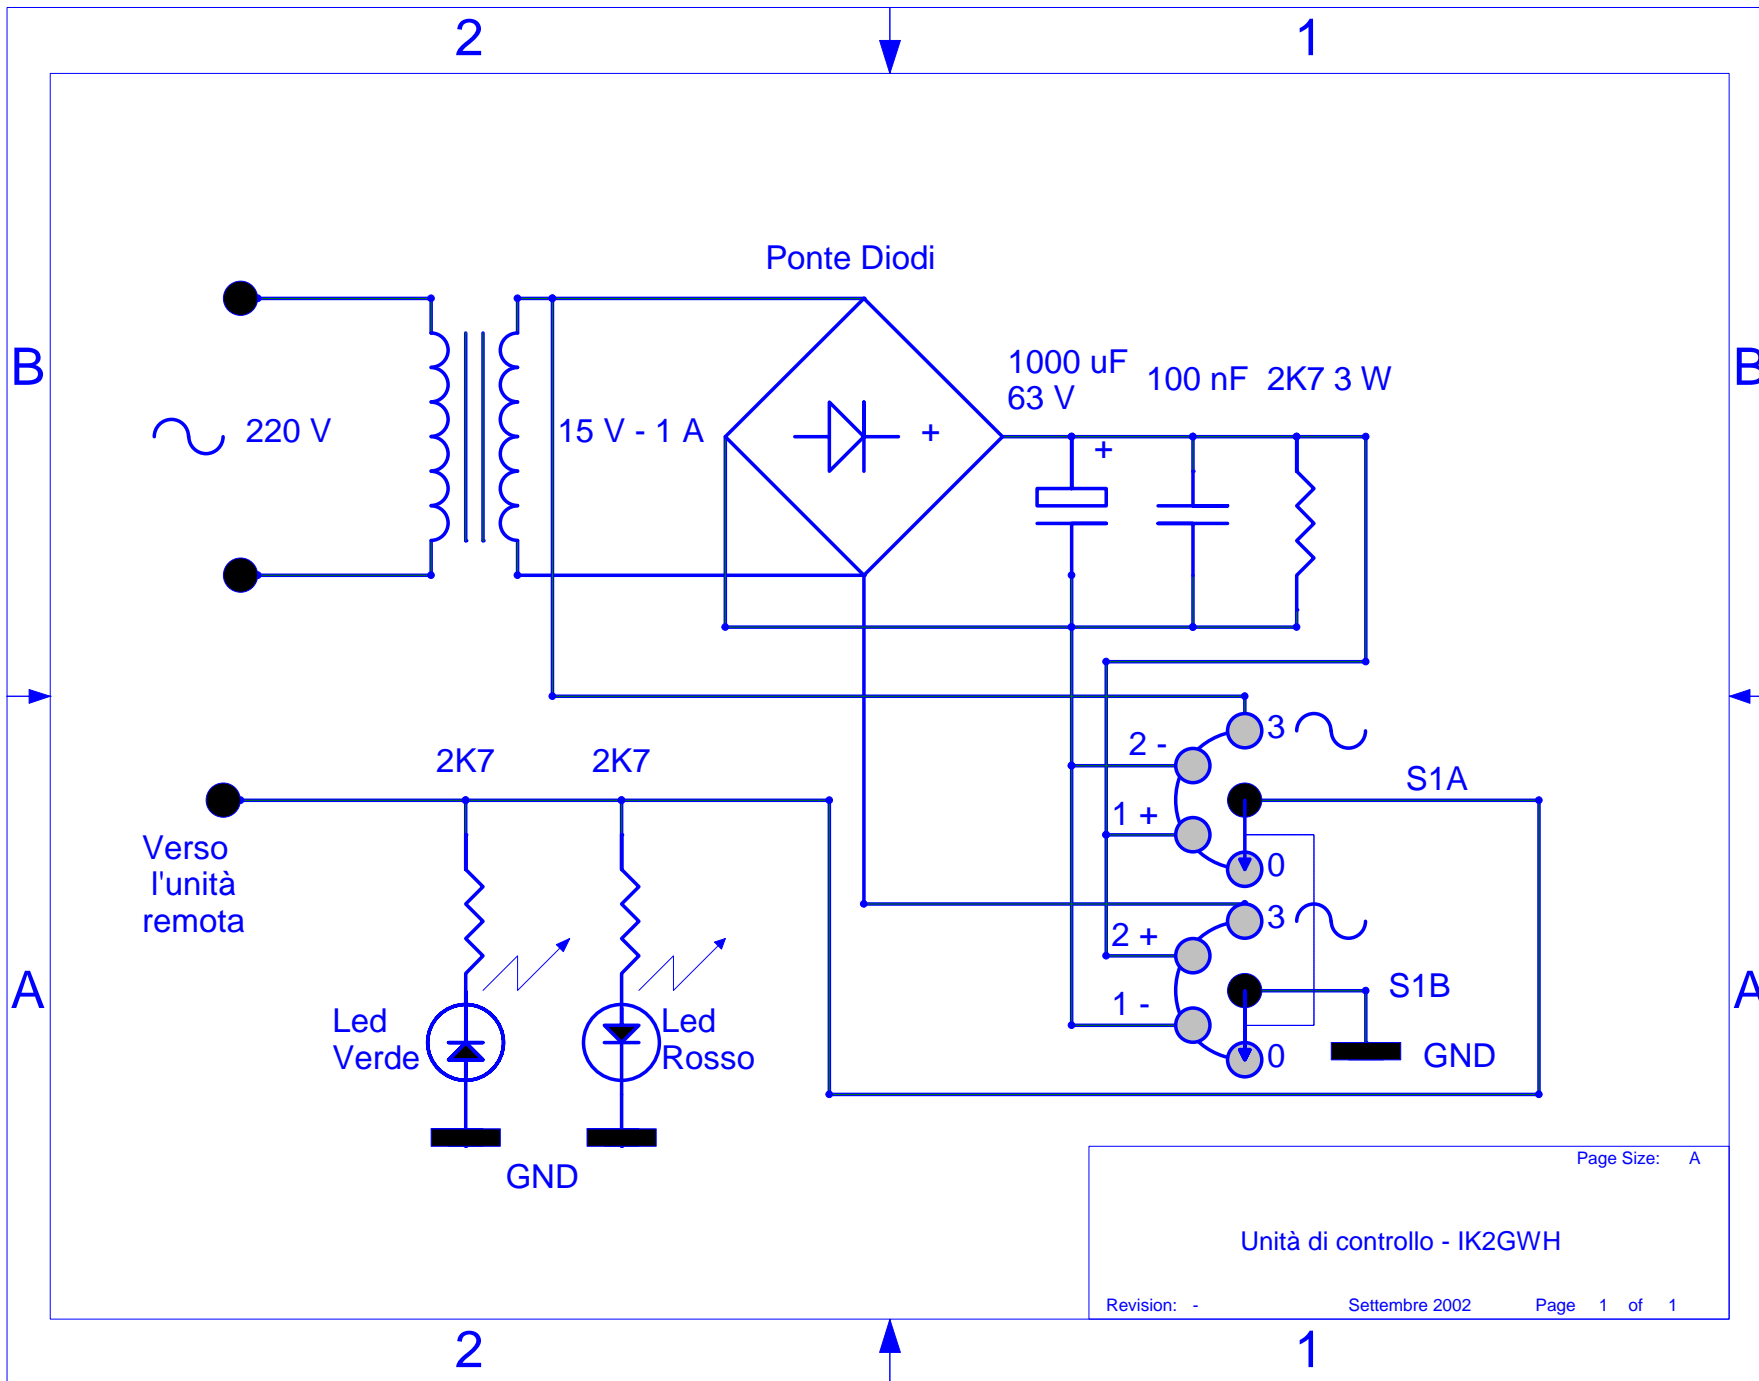 2
1
Ponte Diodi
B
B
1000 uF
63 V
100 nF
2K7 3 W
220 V
15 V - 1 A
+
+
3
2 -
2K7
2K7
S1A
1 +
Verso
l'unità
remota
0
3
2 +
A
A
S1B
1 -
Led
Verde
Led
Rosso
0
GND
GND
Page Size: A
Unità di controllo - IK2GWH
Revision: -
Settembre 2002
Page 1 of 1
2
1